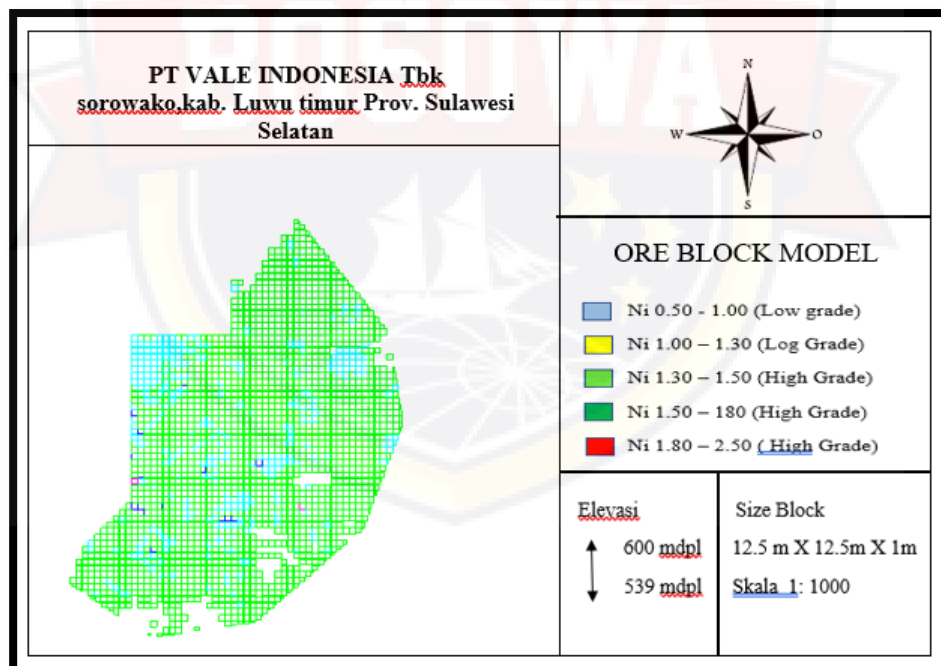 BOSOWA
PT VALE INDONESIA Tbk
sorowako,kab. Luwu timur Prov. Sulawesi
Selatan
N
W
O
S
ORE BLOCK MODEL
Ni 0.50 - 1.00 (Low grade)
Ni 1.00 – 1.30 (Log Grade)
Ni 1.30 – 1.50 (High Grade)
Ni 1.50 – 180 (High Grade)
Ni 1.80 – 2.50 ( High Grade)
Elevasi
600 mdpl
539 mdpl
Size Block
12.5 m X 12.5m X 1m
Skala 1: 1000